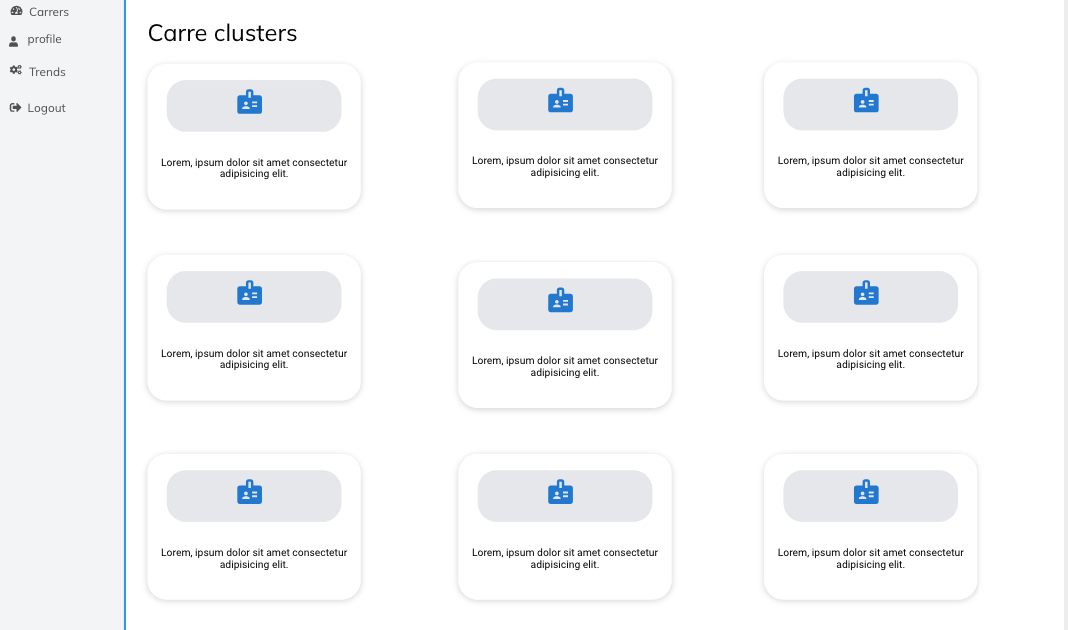 Carrers
profile
Trends
Logout
Carre clusters
Lorem, ipsum dolor sit amet consectetur
adipisicing elit.
Lorem, ipsum dolor sit amet consectetur
adipisicing elit.
Lorem, ipsum dolor sit amet consectetur
adipisicing elit.
Lorem, ipsum dolor sit amet consectetur
adipisicing elit.
Lorem, ipsum dolor sit amet consectetur
adipisicing elit.
Lorem, ipsum dolor sit amet consectetur
adipisicing elit.
Lorem, ipsum dolor sit amet consectetur
adipisicing elit.
Lorem, ipsum dolor sit amet consectetur
adipisicing elit.
Lorem, ipsum dolor sit amet consectetur
adipisicing elit.